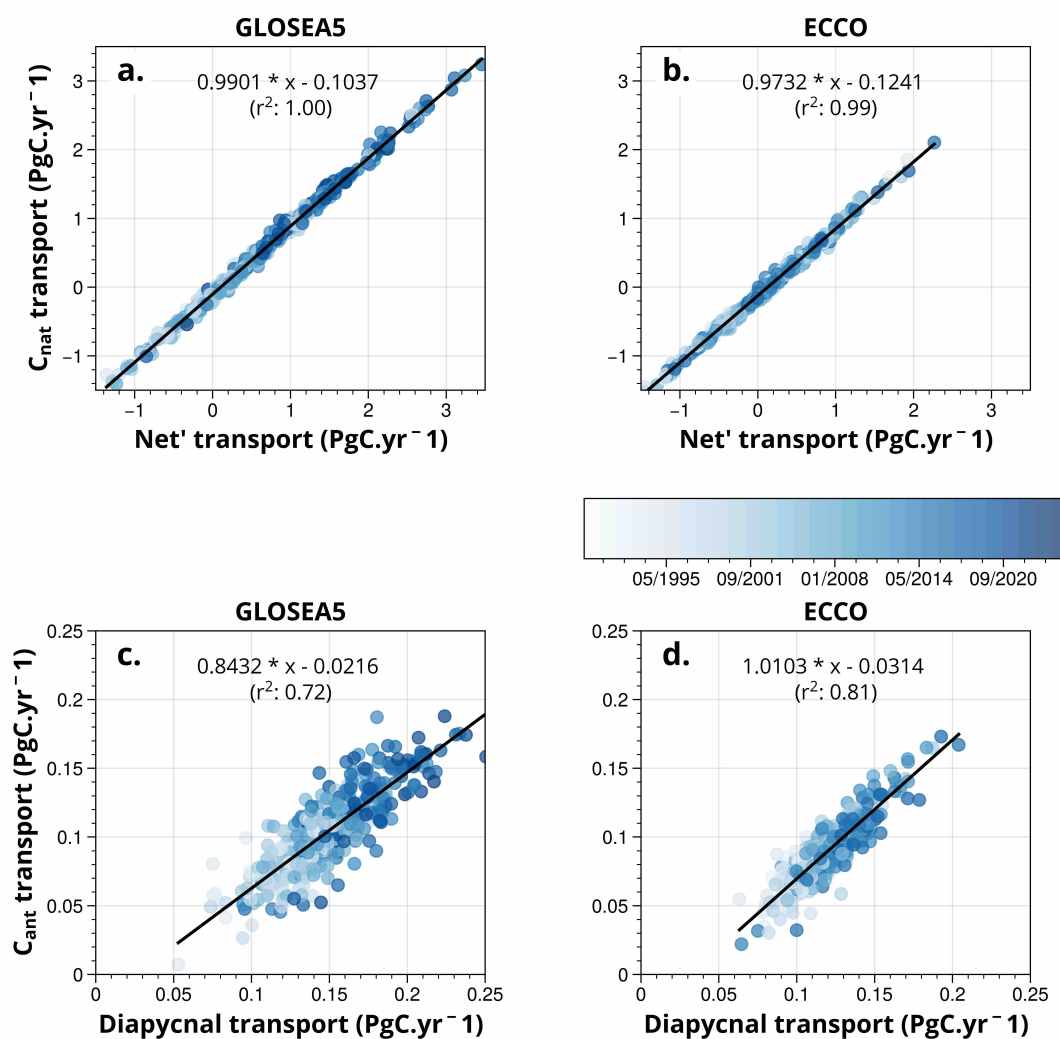 GLOSEA5
a.
0.9901 * x - 0.1037
(r²: 1.00)
C_nat transport (PgC.yr⁻1)
3
2
1
0
−1
−1 0 1 2 3
Net' transport (PgC.yr⁻1)
ECCO
b.
0.9732 * x - 0.1241
(r²: 0.99)
3
2
1
0
−1
−1 0 1 2 3
Net' transport (PgC.yr⁻1)
05/1995 09/2001 01/2008 05/2014 09/2020
GLOSEA5
c.
0.8432 * x - 0.0216
(r²: 0.72)
C_ant transport (PgC.yr⁻1)
0.25
0.2
0.15
0.1
0.05
0
0 0.05 0.1 0.15 0.2 0.25
Diapycnal transport (PgC.yr⁻1)
ECCO
d.
1.0103 * x - 0.0314
(r²: 0.81)
0.25
0.2
0.15
0.1
0.05
0
0 0.05 0.1 0.15 0.2 0.25
Diapycnal transport (PgC.yr⁻1)